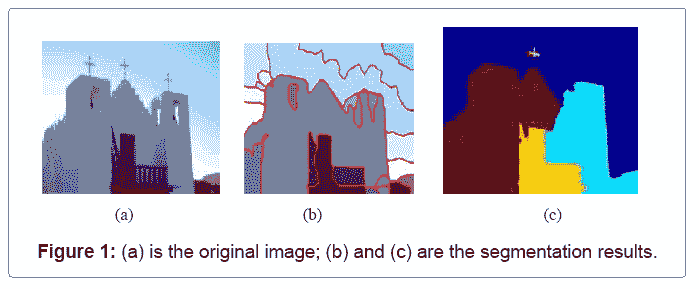 (a) (b) (c)
Figure 1: (a) is the original image; (b) and (c) are the segmentation results.